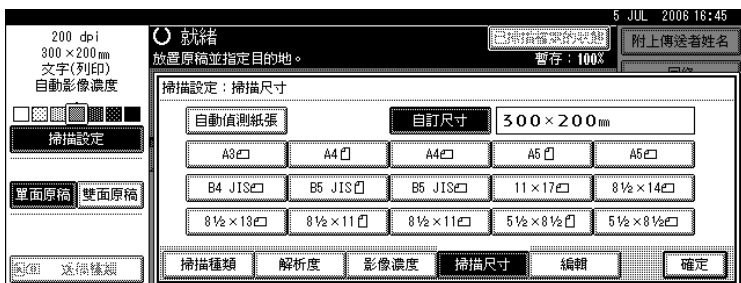 5 JUL 2006 16:45
200 dpi
300×200㎜
文字(列印)
自動影像濃度
掃描設定
單面原稿 雙面原稿
就緒
放置原稿並指定目的地。
已掃描檔案的狀態
暫存:100%
附上傳送者姓名
掃描設定:掃描尺寸
自動偵測紙張 自訂尺寸 300×200㎜
A3 A4 A4 A5 A5
B4 JIS B5 JIS B5 JIS 11×17 8½×14
8½×13 8½×11 8½×11 5½×8½ 5½×8½
掃描種類 解析度 影像濃度 掃描尺寸 編輯 確定